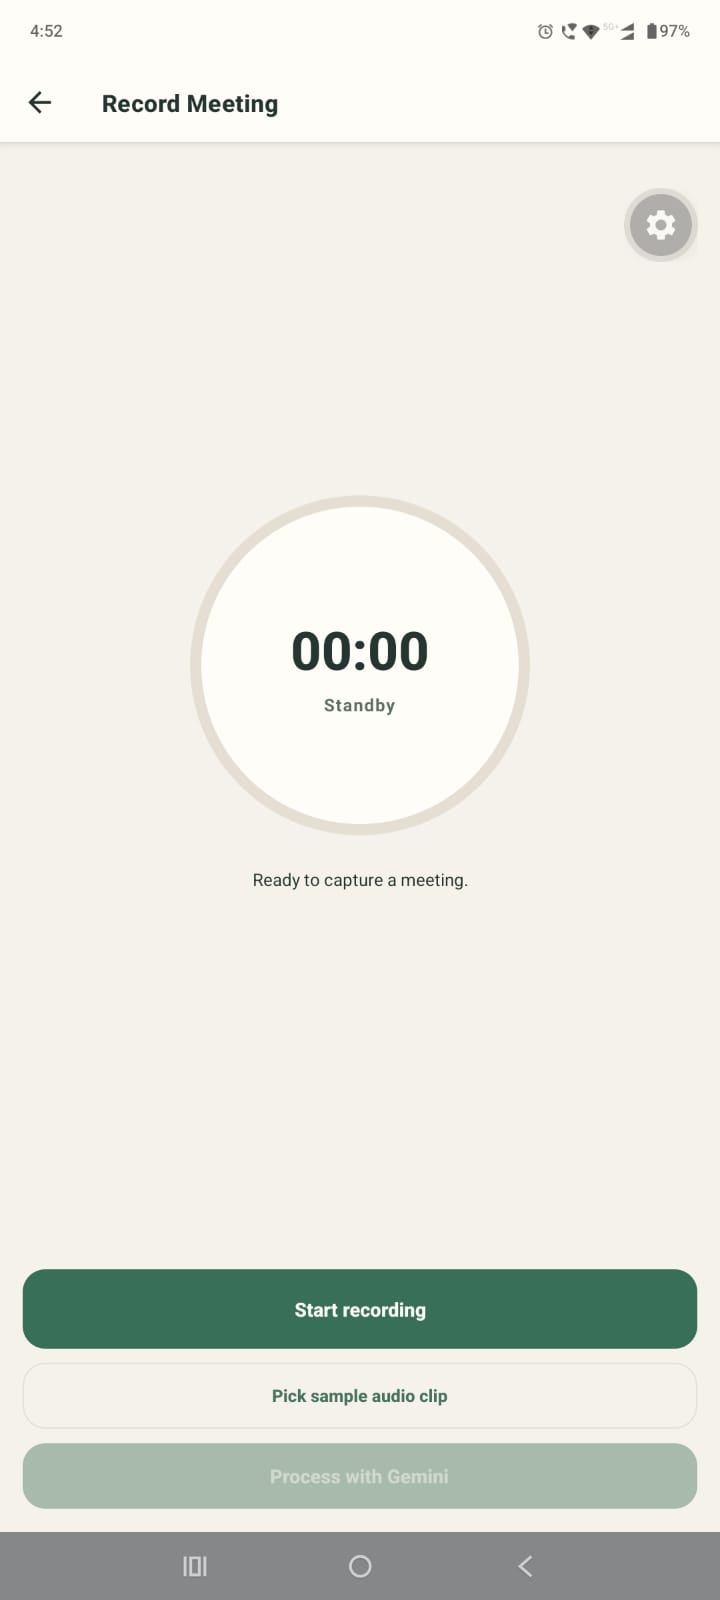 4:52
5G+
97%
Record Meeting
00:00
Standby
Ready to capture a meeting.
Start recording
Pick sample audio clip
Process with Gemini